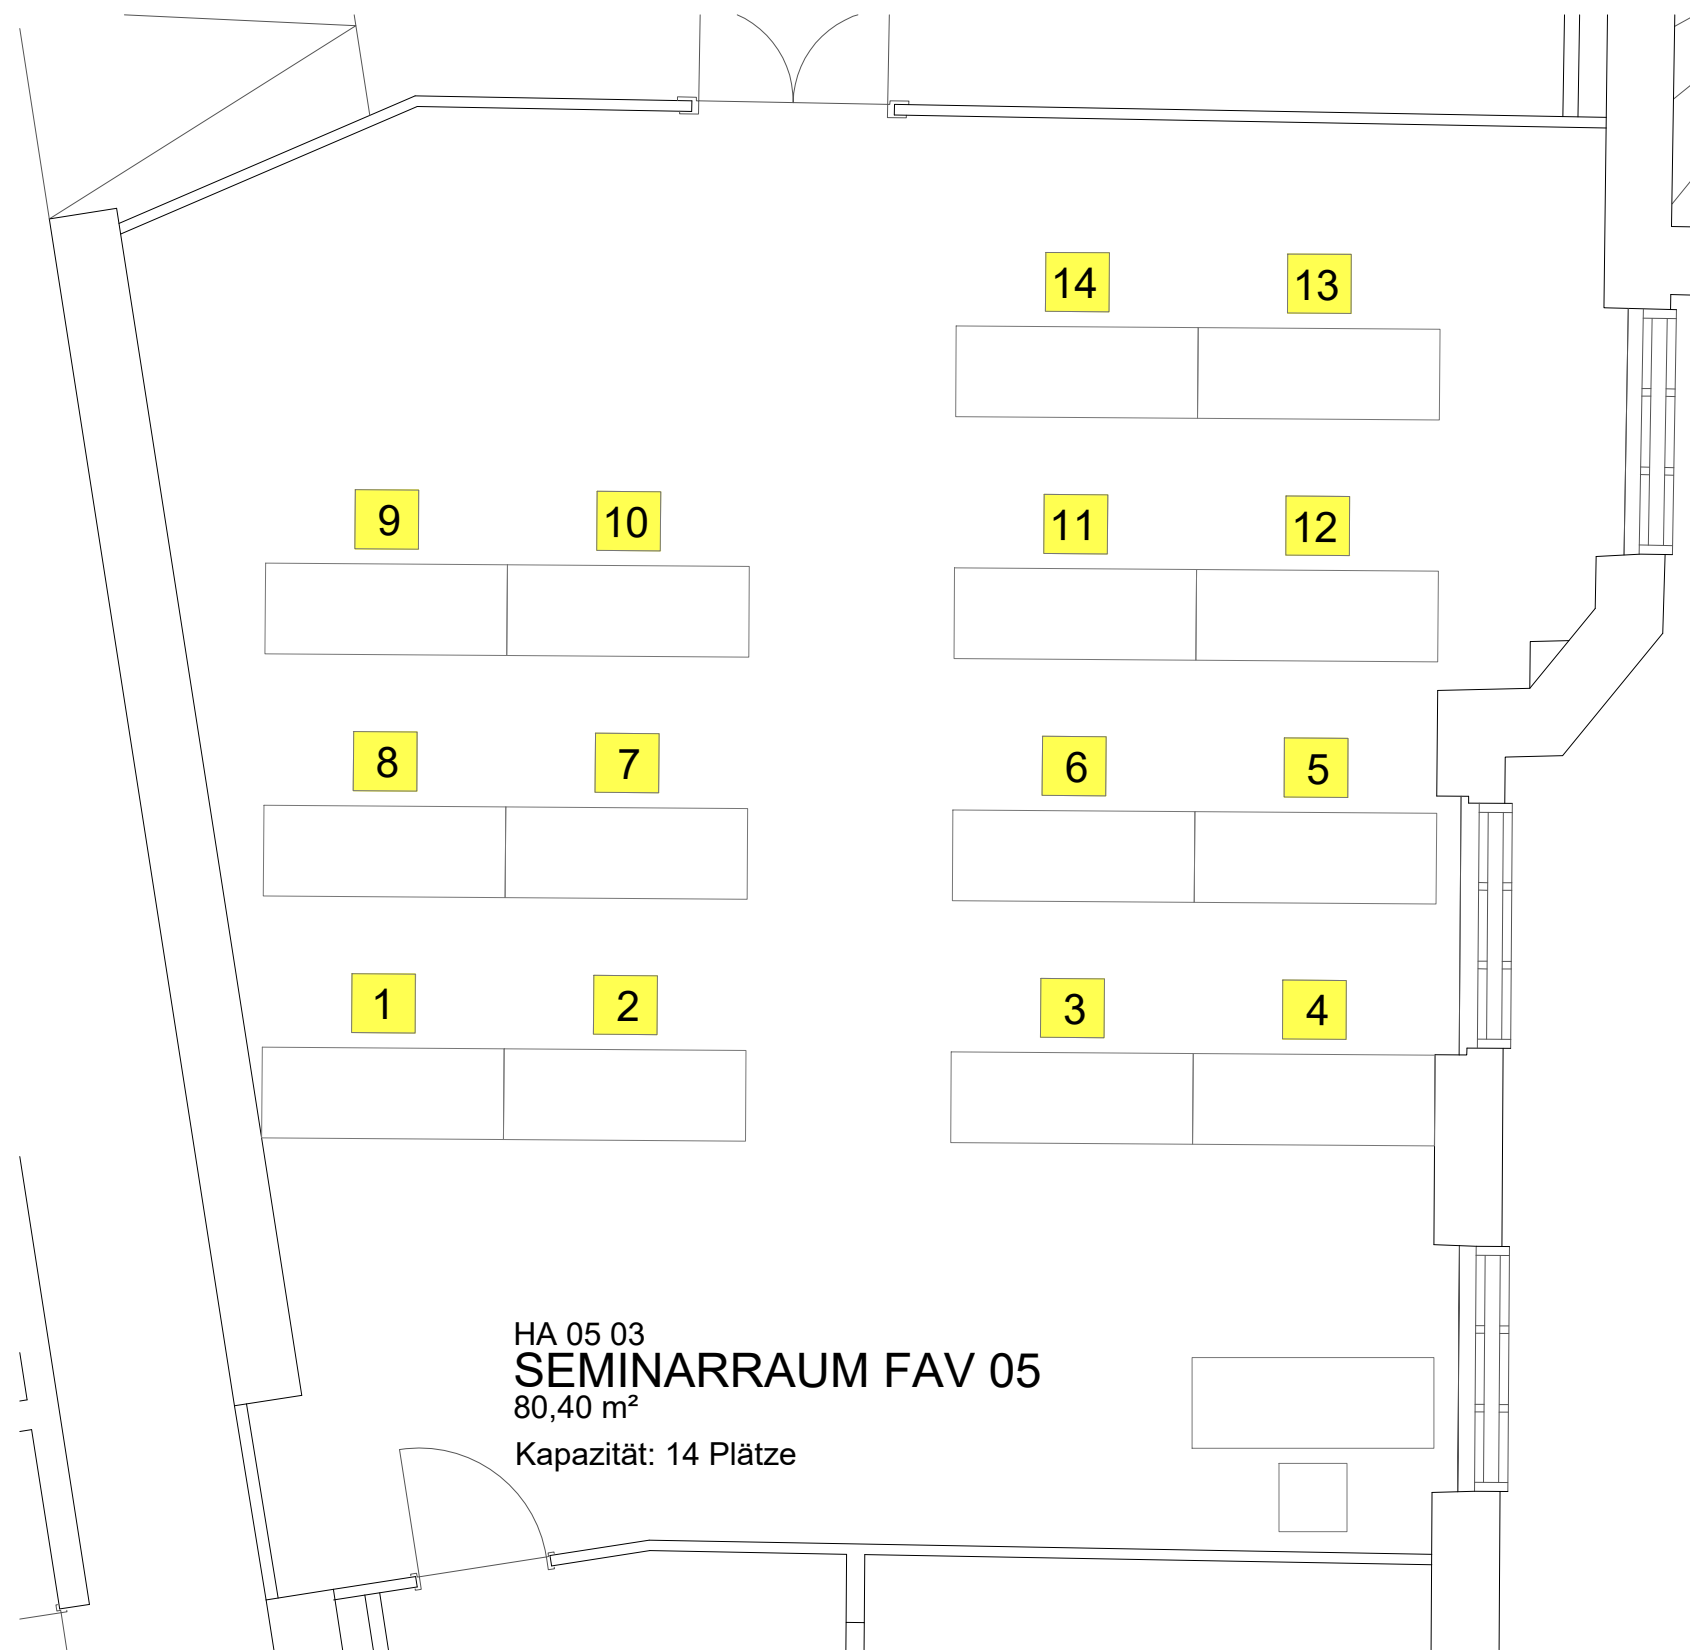 14 13
9 10 11 12
8 7 6 5
1 2 3 4
HA 05 03
SEMINARRAUM FAV 05
80,40 m²
Kapazität: 14 Plätze